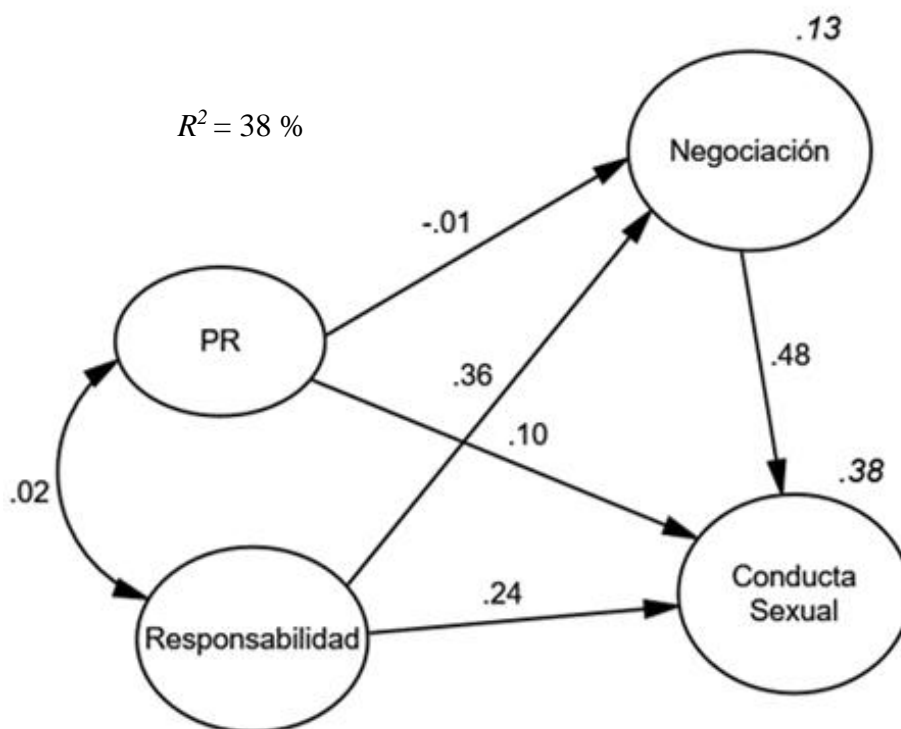 .13
R² = 38 %
Negociación
-.01
PR
.36
.48
.10
.02
.38
.24
Conducta
Sexual
Responsabilidad